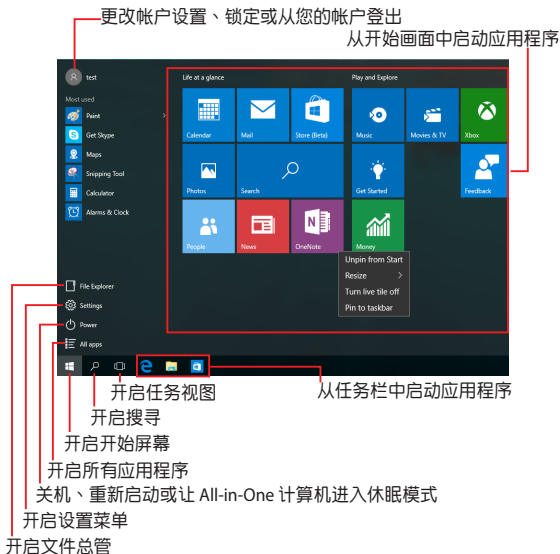 更改帐户设置、锁定或从您的帐户登出
从开始画面中启动应用程序
test
Life at a glance
Play and Explore
Most used
Paint
Get Skype
Maps
Snipping Tool
Calculator
Alarms & Clock
Calendar
Mail
Store (Beta)
Music
Movies & TV
Xbox
Photos
Search
Get Started
Feedback
People
News
OneNote
Money
Unpin from Start
Resize
Turn live tile off
Pin to taskbar
File Explorer
Settings
Power
All apps
开启任务视图
从任务栏中启动应用程序
开启搜寻
开启开始屏幕
开启所有应用程序
关机、重新启动或让 All-in-One 计算机进入休眠模式
开启设置菜单
开启文件总管